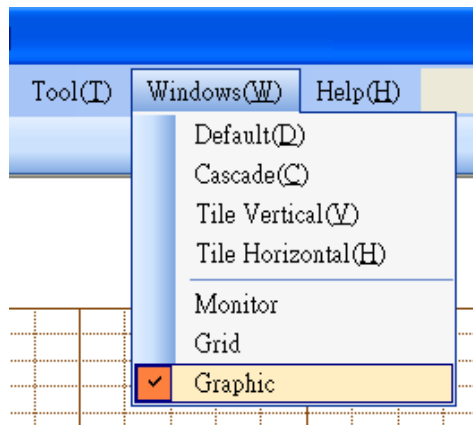 Tool(T) Windows(W) Help(H)
Default(D)
Cascade(C)
Tile Vertical(V)
Tile Horizontal(H)
Monitor
Grid
Graphic